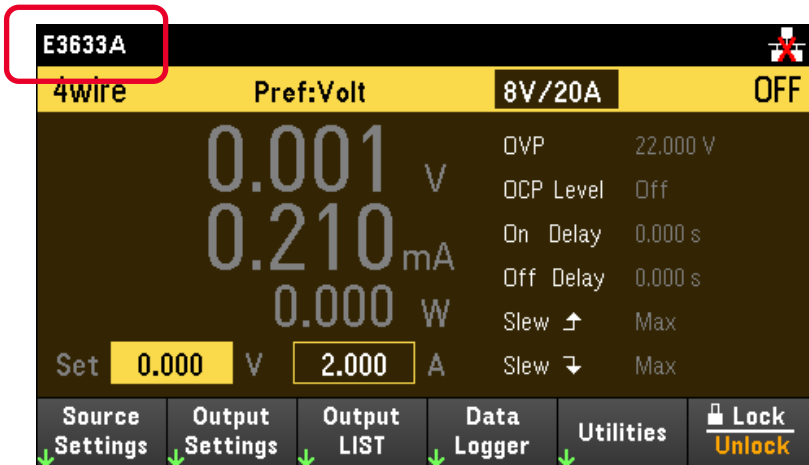 E3633A
4wire Pref:Volt 8V/20A OFF
0.001 V
0.210 mA
0.000 W
Set 0.000 V 2.000 A
OVP 22.000 V
OCP Level Off
On Delay 0.000 s
Off Delay 0.000 s
Slew Max
Slew Max
Source Settings
Output Settings
Output LIST
Data Logger
Utilities
Lock
Unlock